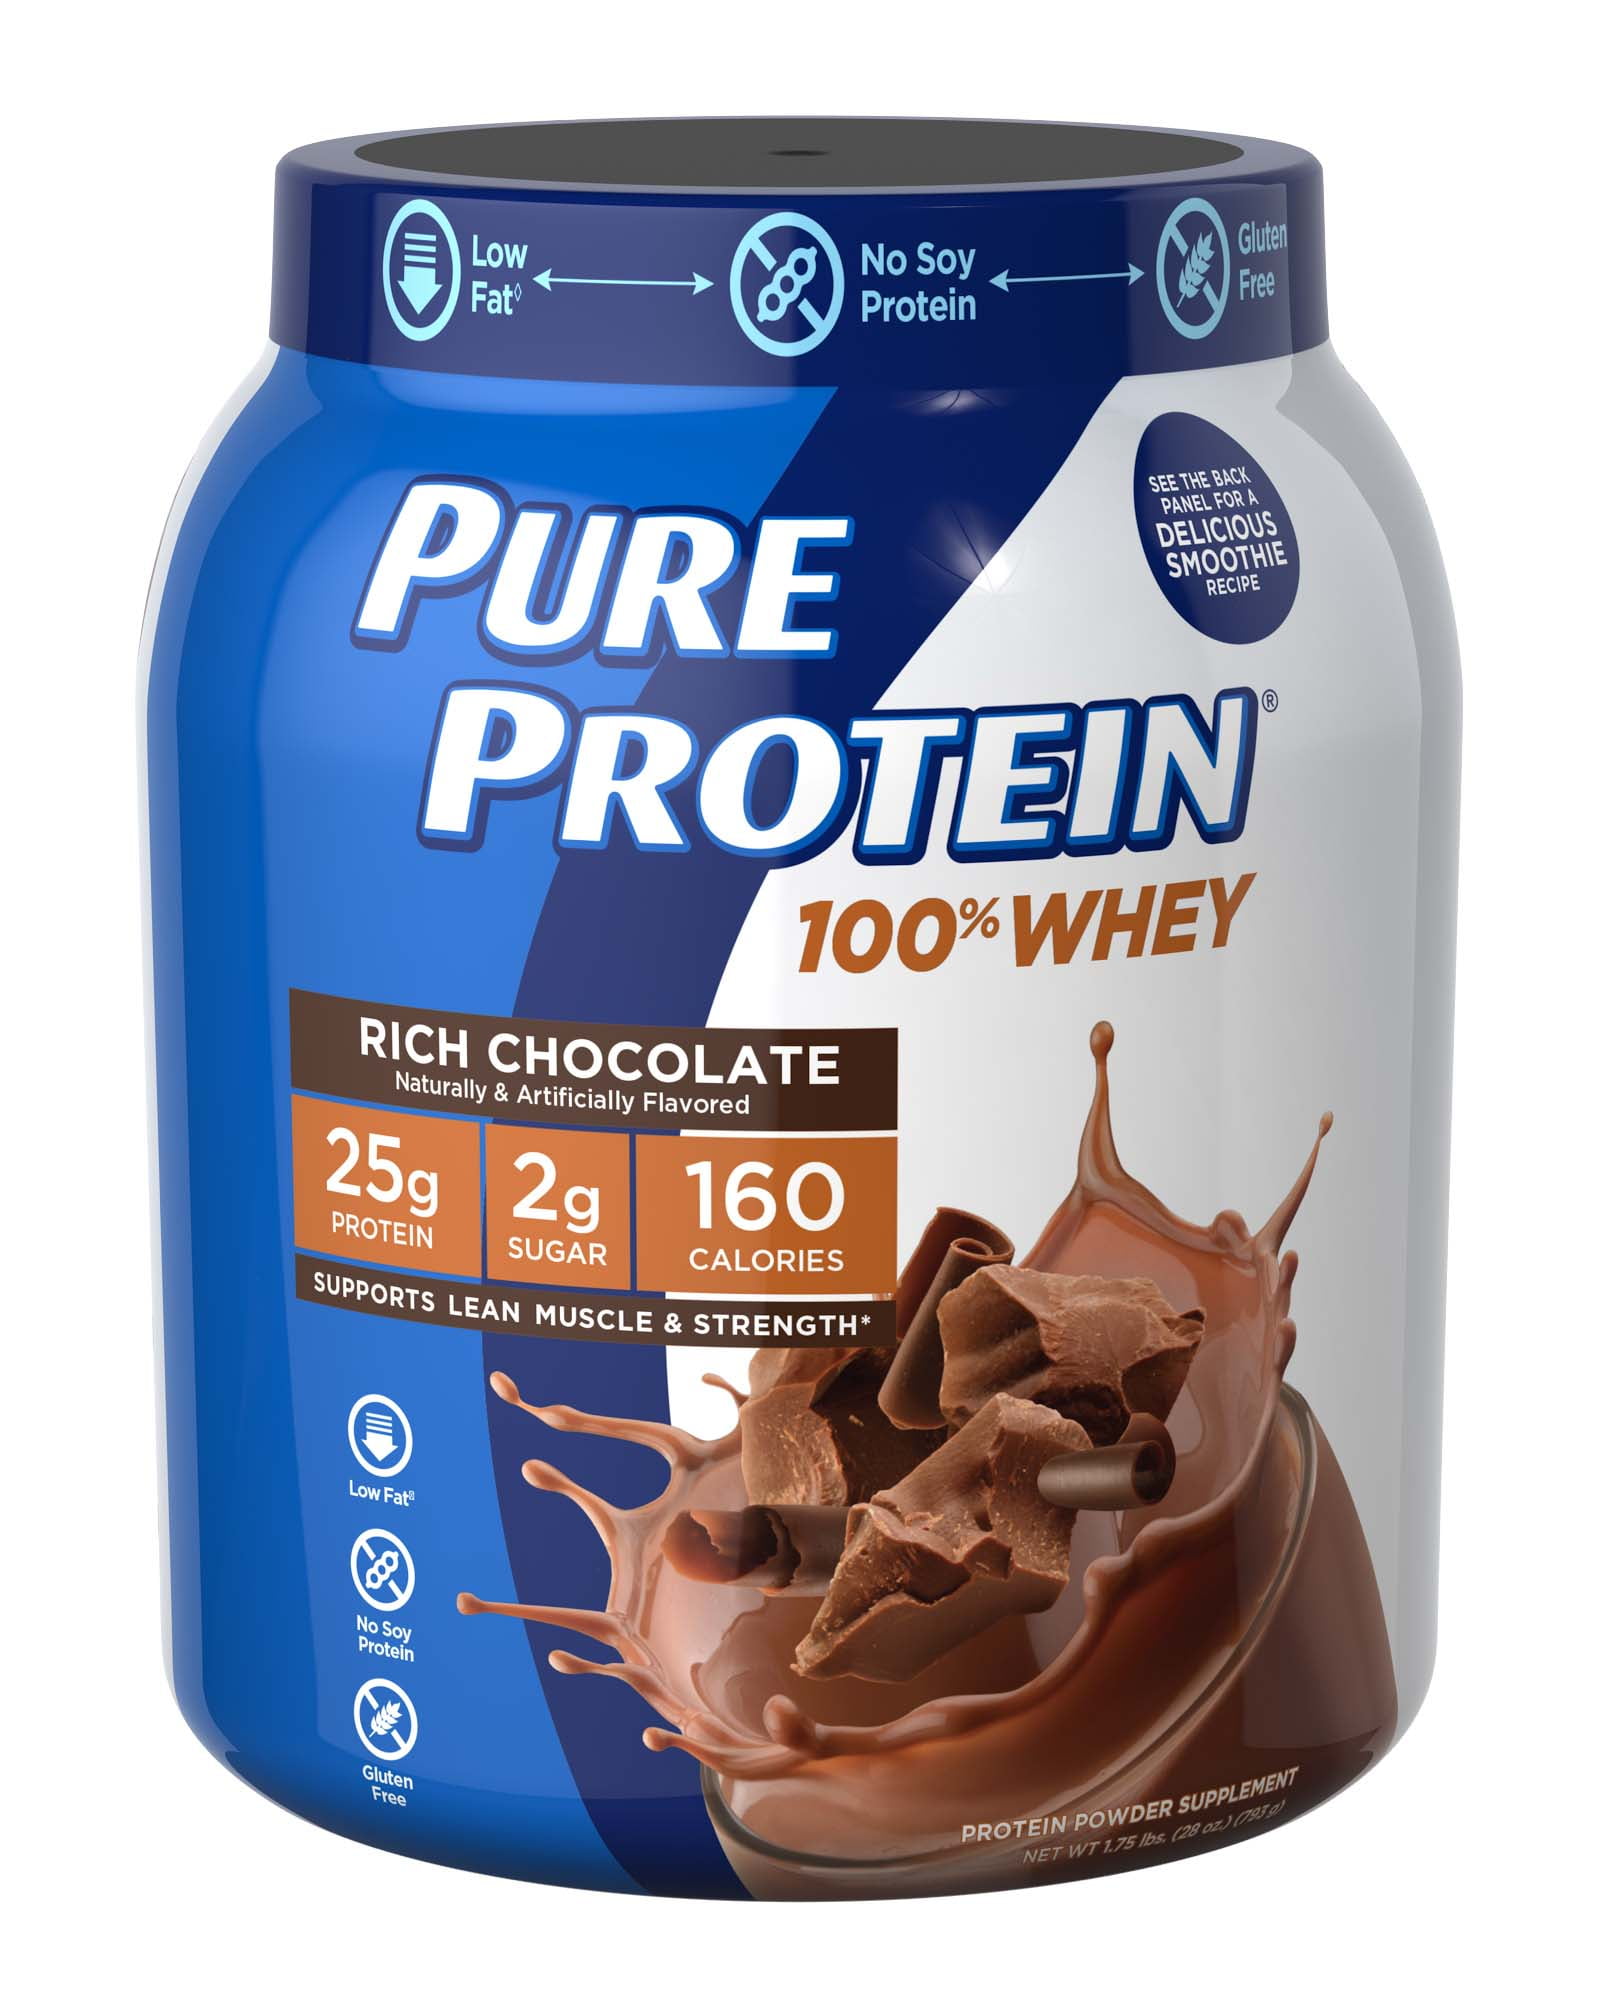 Low
Fat◊
No Soy
Protein
Gluten
Free
SEE THE BACK
PANEL FOR A
DELICIOUS
SMOOTHIE
RECIPE
PURE
PROTEIN®
100% WHEY
RICH CHOCOLATE
Naturally & Artificially Flavored
25g
PROTEIN
2g
SUGAR
160
CALORIES
SUPPORTS LEAN MUSCLE & STRENGTH*
Low Fat◊
No Soy
Protein
Gluten
Free
PROTEIN POWDER SUPPLEMENT
NET WT 1.75 lbs. (28 oz.) (793 g)